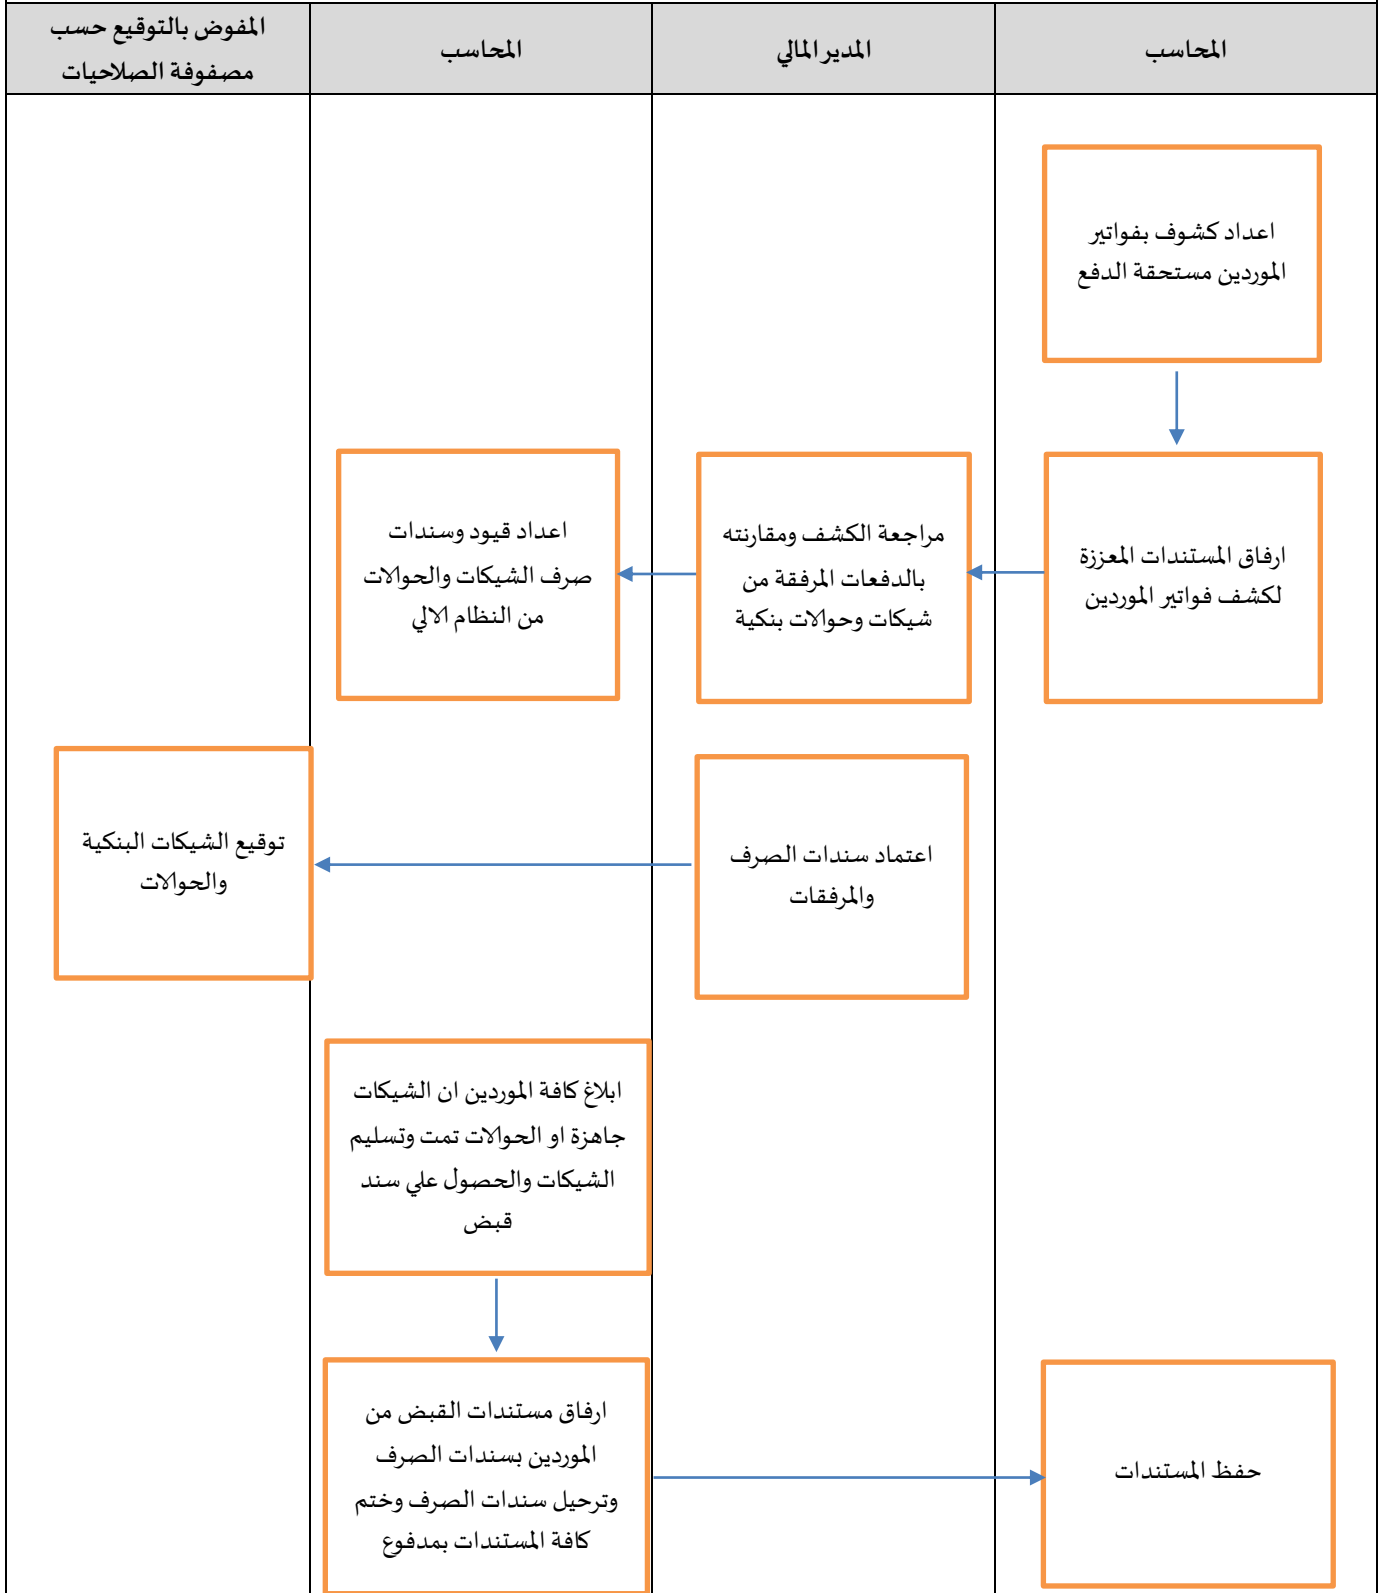 المحاسب
المدير المالي
المحاسب
المفوض بالتوقيع حسب
مصفوفة الصلاحيات
اعداد كشوف بفواتير
الموردين مستحقة الدفع
ارفاق المستندات المعززة
لكشف فواتير الموردين
مراجعة الكشف ومقارنته
بالدفعات المرفقة من
شيكات وحوالات بنكية
اعداد قيود وسندات
صرف الشيكات والحوالات
من النظام الالي
اعتماد سندات الصرف
والمرفقات
توقيع الشيكات البنكية
والحوالات
ابلاغ كافة الموردين ان الشيكات
جاهزة او الحوالات تمت وتسليم
الشيكات والحصول علي سند
قبض
ارفاق مستندات القبض من
الموردين بسندات الصرف
وترحيل سندات الصرف وختم
كافة المستندات بمدفوع
حفظ المستندات